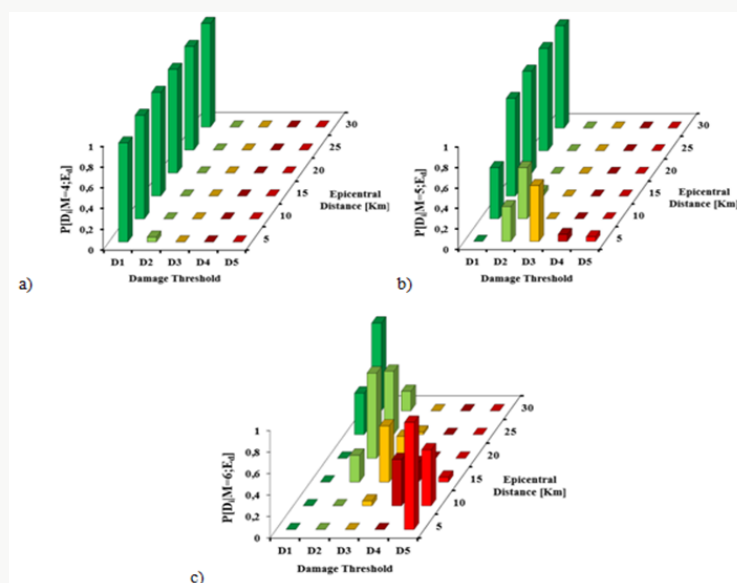 1
0,8
0,6
0,4
0,2
0
P[Dᵢ|M=4;E_d]
D1 D2 D3 D4 D5
Damage Threshold
5
10
15
20
25
30
Epicentral
Distance [Km]
a)
1
0,8
0,6
0,4
0,2
0
P[Dᵢ|M=5;E_d]
D1 D2 D3 D4 D5
Damage Threshold
5
10
15
20
25
30
Epicentral
Distance [Km]
b)
1
0,8
0,6
0,4
0,2
0
P[Dᵢ|M=6;E_d]
D1 D2 D3 D4 D5
Damage Threshold
5
10
15
20
25
30
Epicentral
Distance [Km]
c)